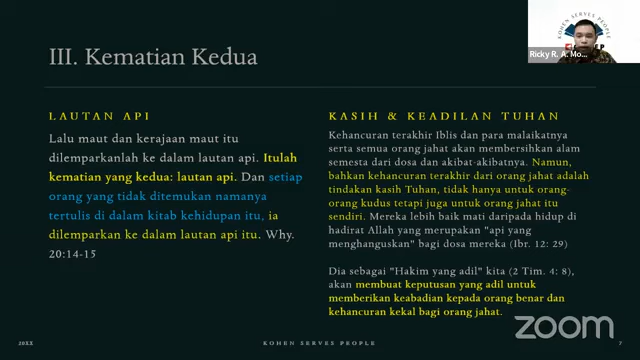 III. Kematian Kedua
KOHEN SERVES PEOPLE
Ricky R. A. Mo...
LAUTAN API
Lalu maut dan kerajaan maut itu
dilemparkanlah ke dalam lautan api. Itulah
kematian yang kedua: lautan api. Dan setiap
orang yang tidak ditemukan namanya
tertulis di dalam kitab kehidupan itu, ia
dilemparkan ke dalam lautan api itu. Why.
20:14-15
KASIH & KEADILAN TUHAN
Kehancuran terakhir Iblis dan para malaikatnya
serta semua orang jahat akan membersihkan alam
semesta dari dosa dan akibat-akibatnya. Namun,
bahkan kehancuran terakhir dari orang jahat adalah
tindakan kasih Tuhan, tidak hanya untuk orang-
orang kudus tetapi juga untuk orang jahat itu
sendiri. Mereka lebih baik mati daripada hidup di
hadirat Allah yang merupakan "api yang
menghanguskan" bagi dosa mereka (Ibr. 12: 29)
Dia sebagai "Hakim yang adil" kita (2 Tim. 4: 8),
akan membuat keputusan yang adil untuk
memberikan keabadian kepada orang benar dan
kehancuran kekal bagi orang jahat.
zoom
20XX
KOHEN SERVES PEOPLE
7